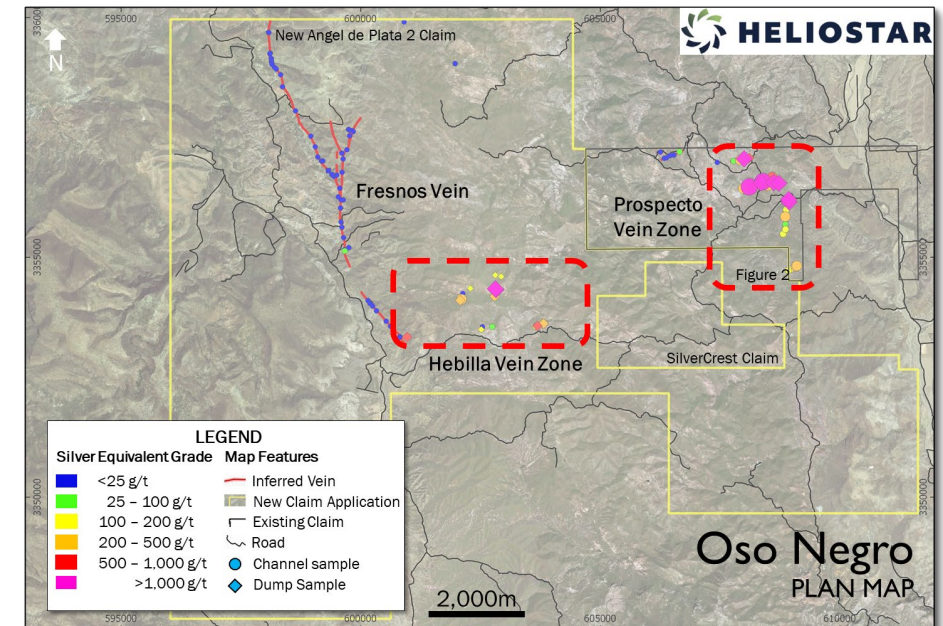 595000
600000
605000
33600
N
New Angel de Plata 2 Claim
HELIOSTAR
Fresnos Vein
Prospecto
Vein Zone
3355000
3355000
Figure 2
SilverCrest Claim
Hebilla Vein Zone
LEGEND
Silver Equivalent Grade
<25 g/t
25 – 100 g/t
100 – 200 g/t
200 – 500 g/t
500 – 1,000 g/t
>1,000 g/t
Map Features
Inferred Vein
New Claim Application
Existing Claim
Road
Channel sample
Dump Sample
3350000
3350000
Oso Negro
PLAN MAP
2,000m
595000
600000
605000
610000